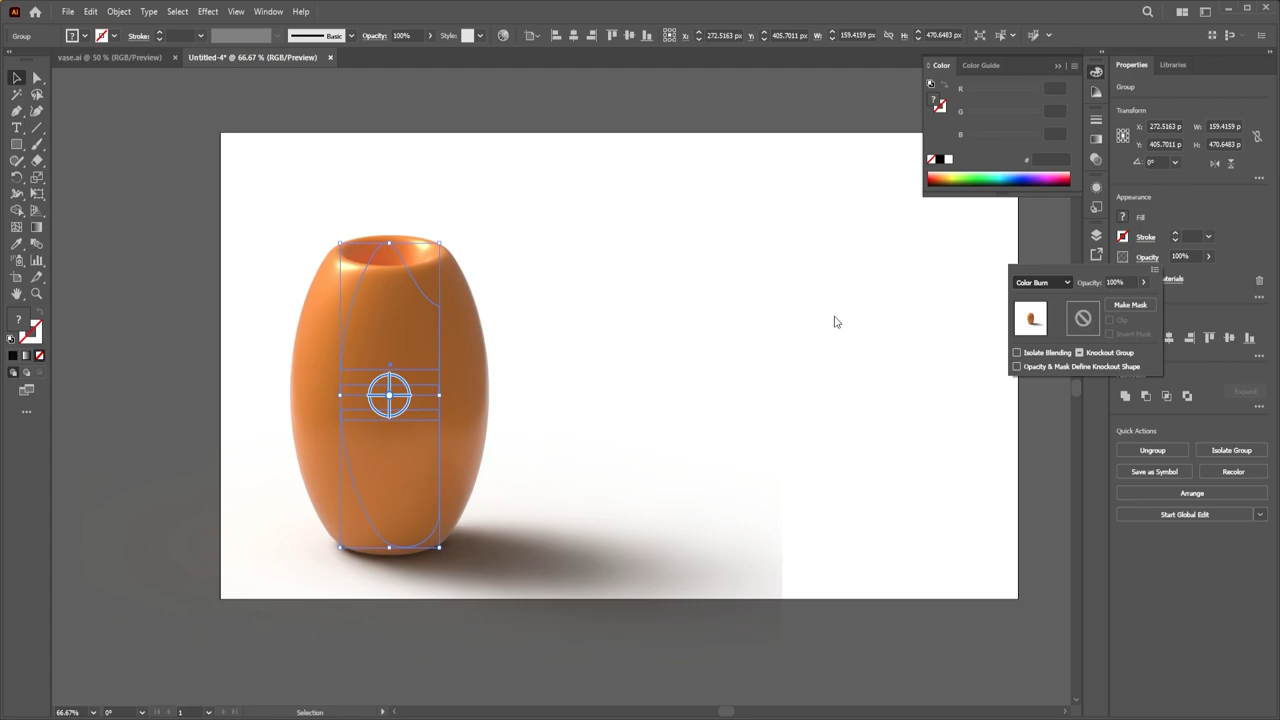 Ai File Edit Object Type Select Effect View Window Help
Group Stroke: Basic Opacity: 100% Style: X: 272.5163 p Y: 405.7011 px W: 159.4159 px H: 470.6483 px
vase.ai @ 50 % (RGB/Preview) × Untitled-4* @ 66.67 % (RGB/Preview) ×
Color Color Guide
R
G
B
#
Properties Libraries
Group
Transform
X: 272.5163 p W: 159.4159 p
Y: 405.7011 p H: 470.6483 p
0°
Appearance
? Fill
Stroke
Opacity 100%
Color Burn Opacity: 100%
Make Mask
Clip
Invert Mask
Isolate Blending Knockout Group
Opacity & Mask Define Knockout Shape
Expand
Quick Actions
Ungroup Isolate Group
Save as Symbol Recolor
Arrange
Start Global Edit
66.67% 0° 1 Selection